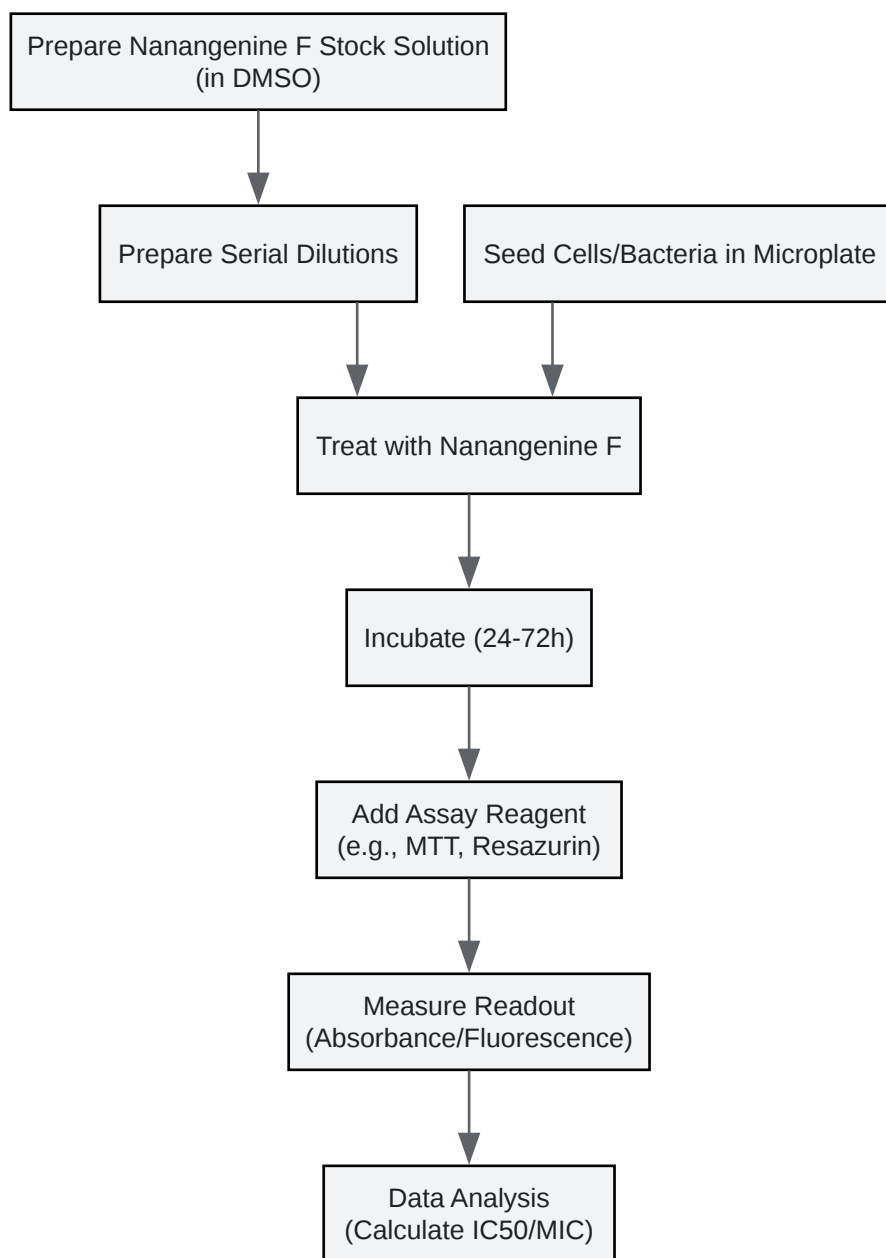 Prepare Nanangenine F Stock Solution
(in DMSO)
Prepare Serial Dilutions
Seed Cells/Bacteria in Microplate
Treat with Nanangenine F
Incubate (24-72h)
Add Assay Reagent
(e.g., MTT, Resazurin)
Measure Readout
(Absorbance/Fluorescence)
Data Analysis
(Calculate IC50/MIC)